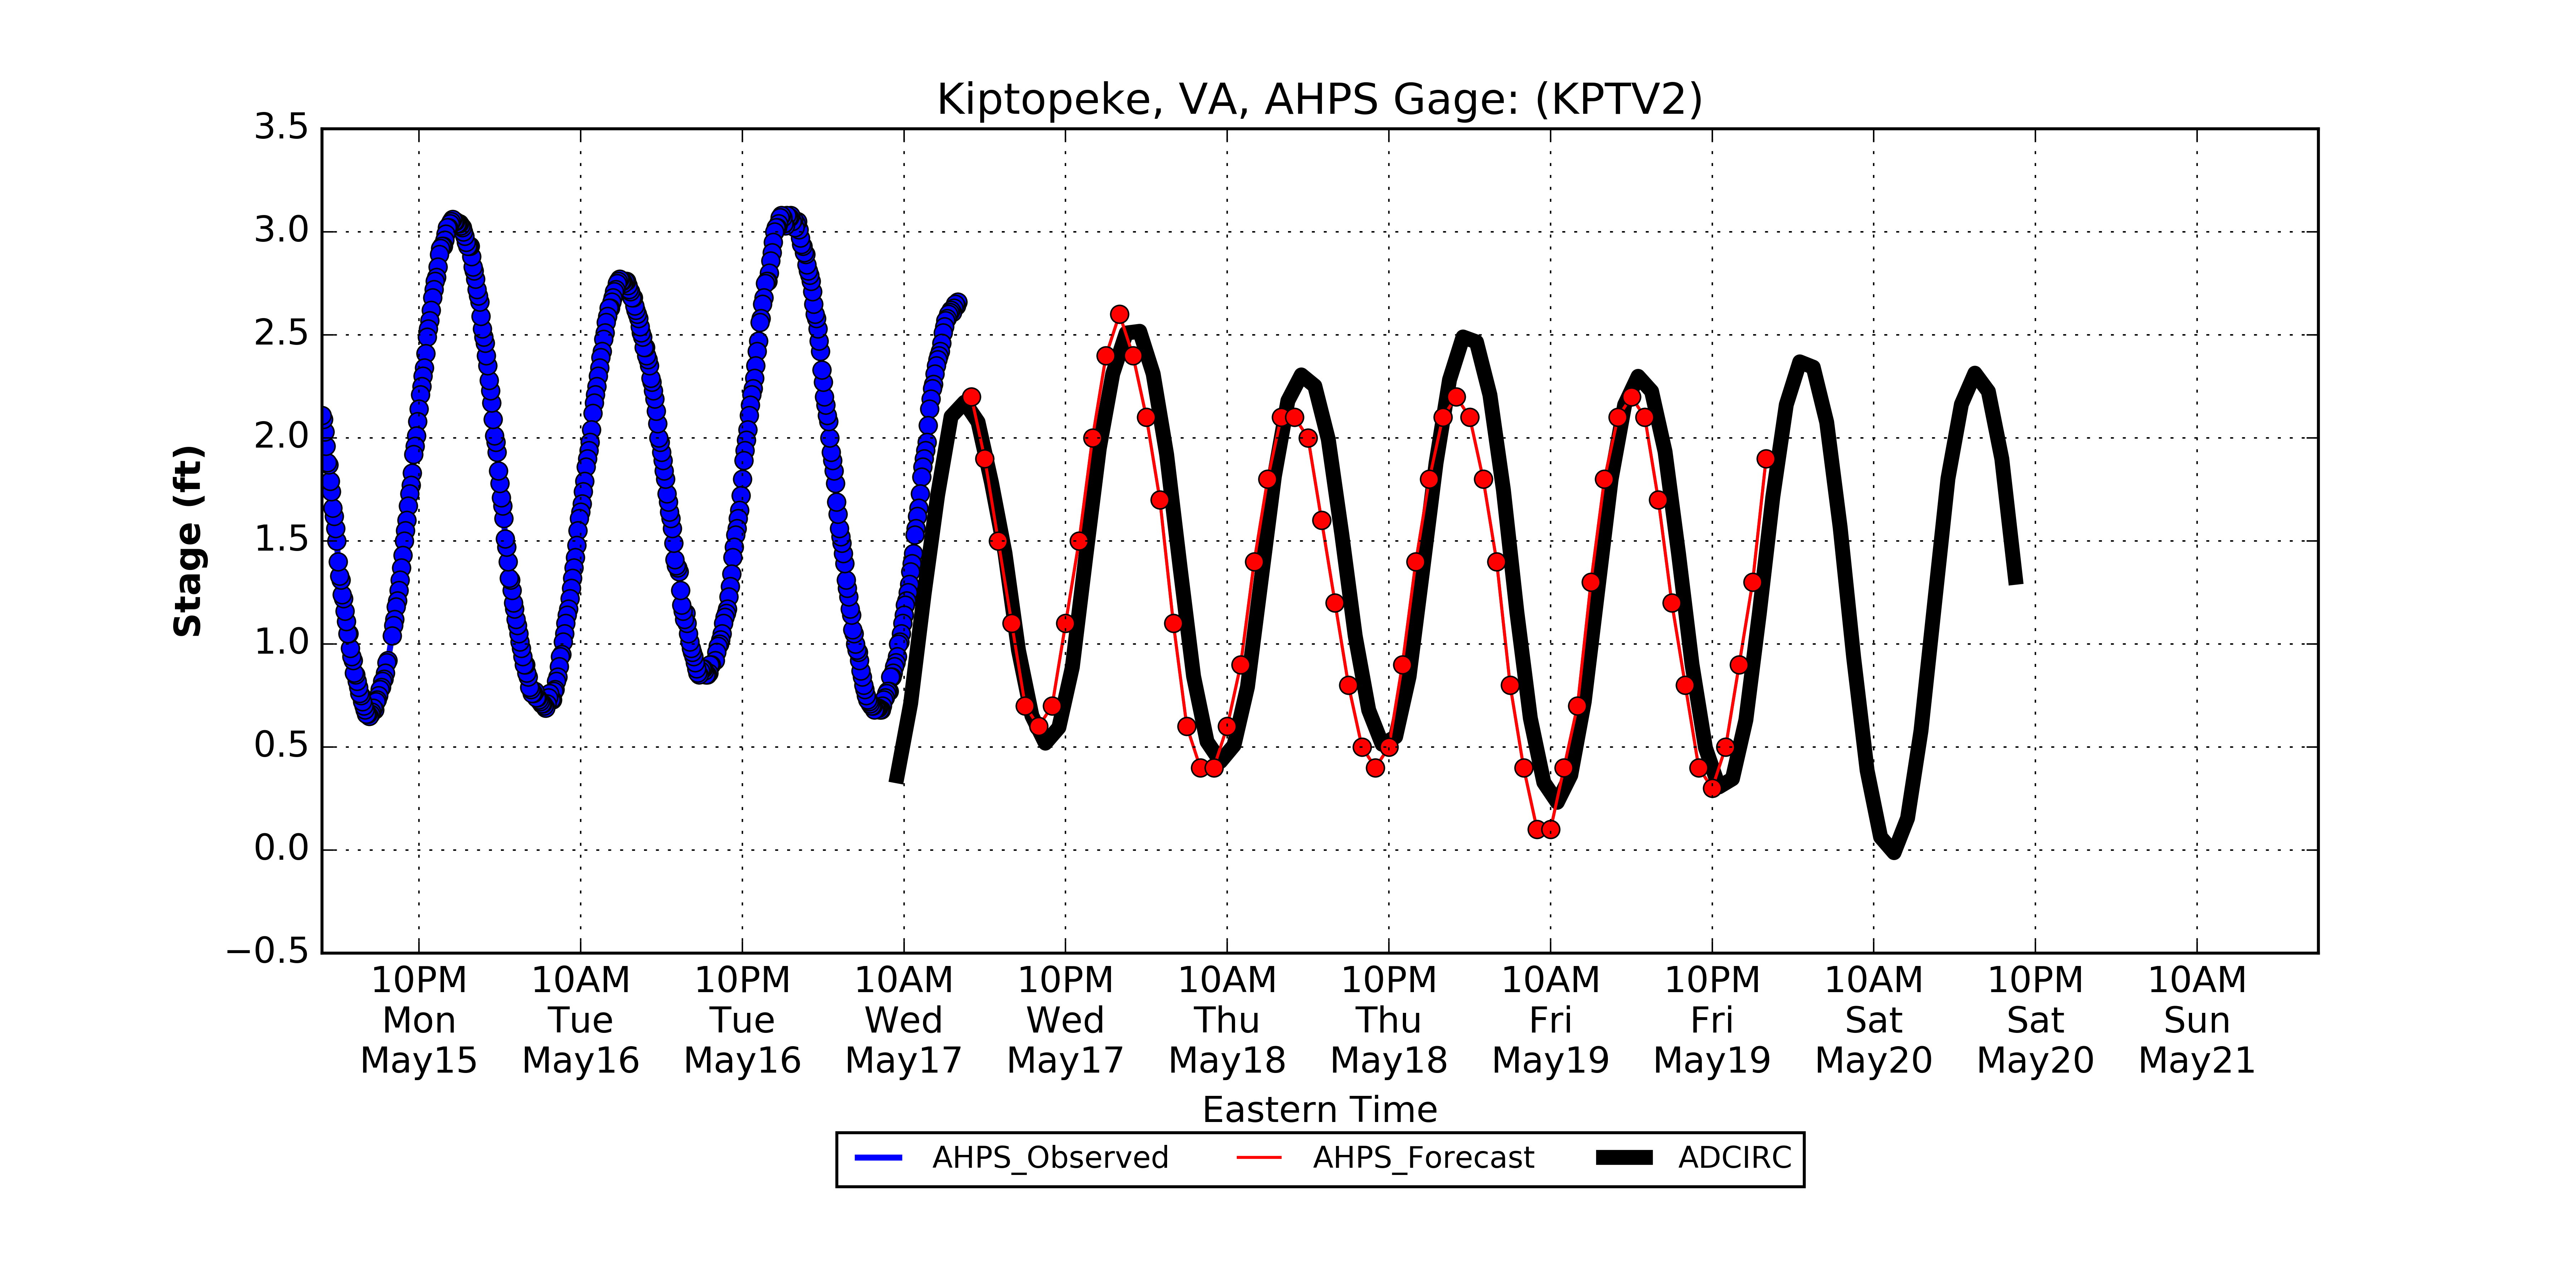 Kiptopeke, VA, AHPS Gage: (KPTV2)
3.5
3.0
2.5
2.0
1.5
1.0
0.5
0.0
−0.5
Stage (ft)
10PM 10AM 10PM 10AM 10PM 10AM 10PM 10AM 10PM 10AM 10PM 10AM
Mon Tue Tue Wed Wed Thu Thu Fri Fri Sat Sat Sun
May15 May16 May16 May17 May17 May18 May18 May19 May19 May20 May20 May21
Eastern Time
AHPS_Observed AHPS_Forecast ADCIRC